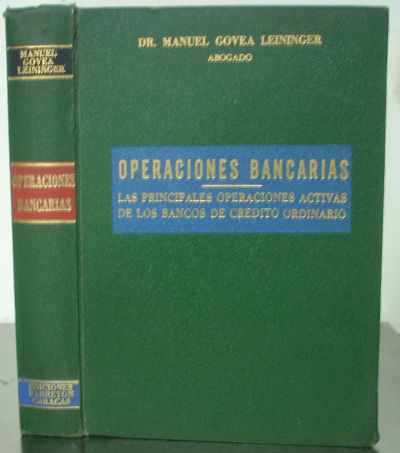 MANUEL
GOVEA
LEININGER
OPERACIONES
BANCARIAS
EDICIONES
FABRETON
CARACAS
DR. MANUEL GOVEA LEININGER
ABOGADO
OPERACIONES BANCARIAS
LAS PRINCIPALES OPERACIONES ACTIVAS
DE LOS BANCOS DE CREDITO ORDINARIO